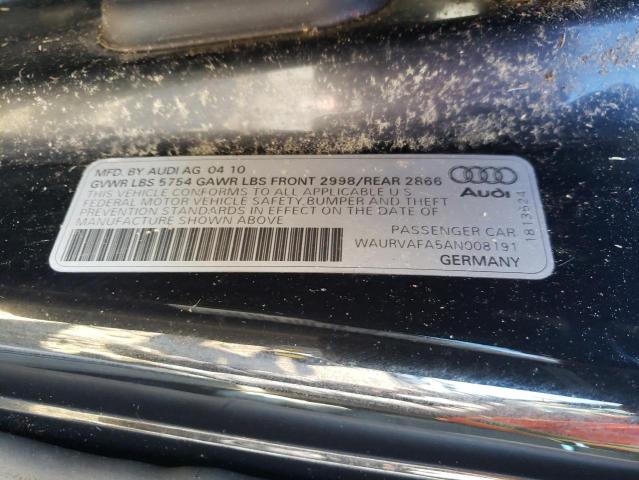 MFD. BY AUDI AG 04 10
GVWR LBS 5754 GAWR LBS FRONT 2998/REAR 2866
THIS VEHICLE CONFORMS TO ALL APPLICABLE U.S.
FEDERAL MOTOR VEHICLE SAFETY,BUMPER AND THEFT
PREVENTION STANDARDS IN EFFECT ON THE DATE OF
MANUFACTURE SHOWN ABOVE
Audi
PASSENGER CAR
WAURVAFA5AN008191
GERMANY
1813524